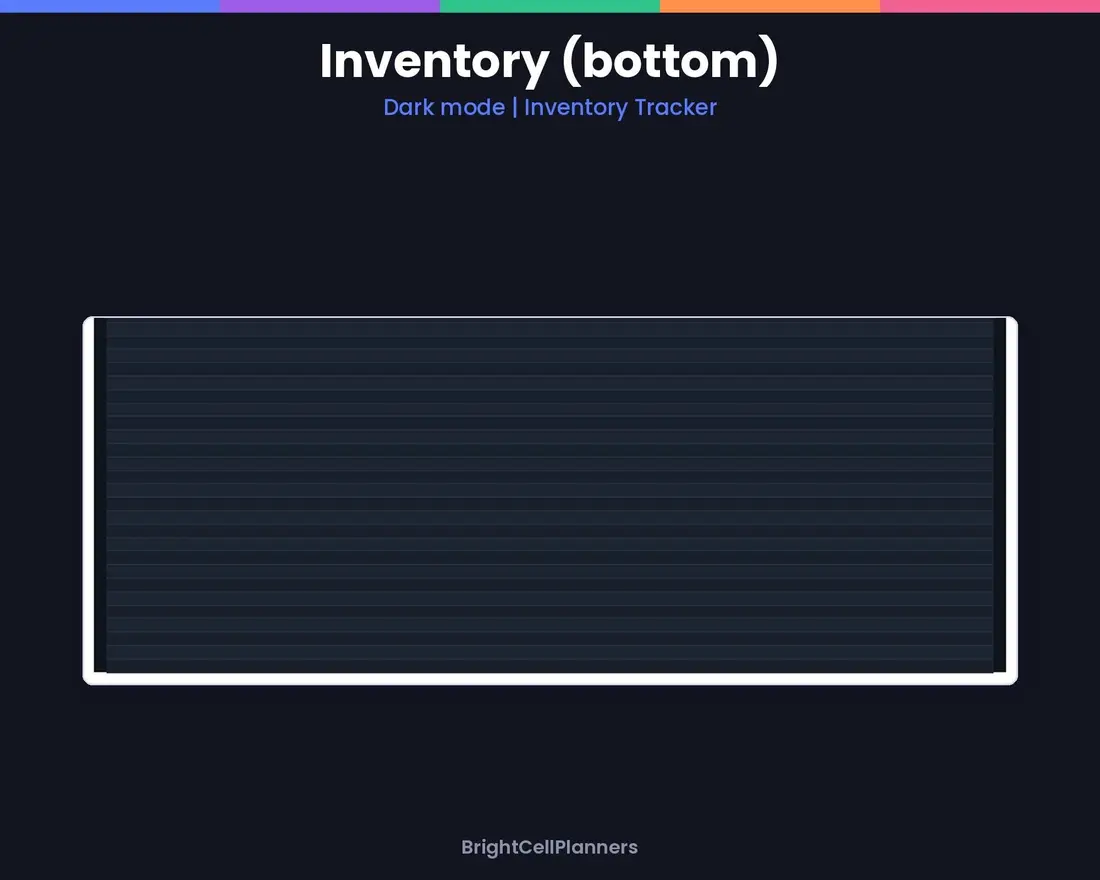 Inventory (bottom)
Dark mode | Inventory Tracker
BrightCellPlanners